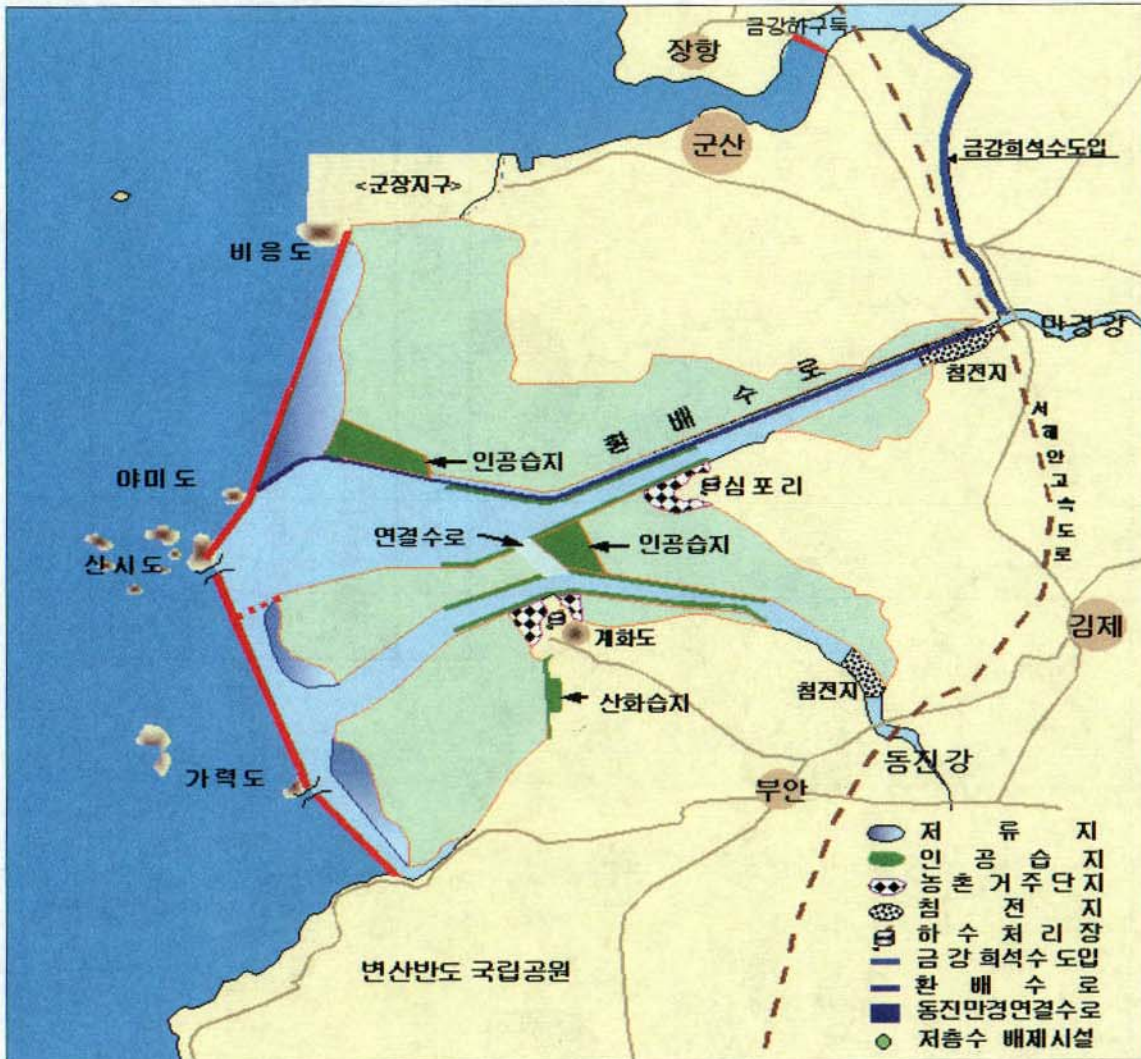 금강하구둑
장항
군산
금강희석수도입
<군장지구>
비응도
만경강
침전지
환배수로
서해안고속도로
인공습지
야미도
심포리
연결수로
인공습지
산시도
김제
계화도
침전지
산화습지
동진강
가력도
부안
저류지
인공습지
농촌거주단지
침전지
하수처리장
금강희석수도입
환배수로
동진만경연결수로
저층수 배제시설
변산반도 국립공원